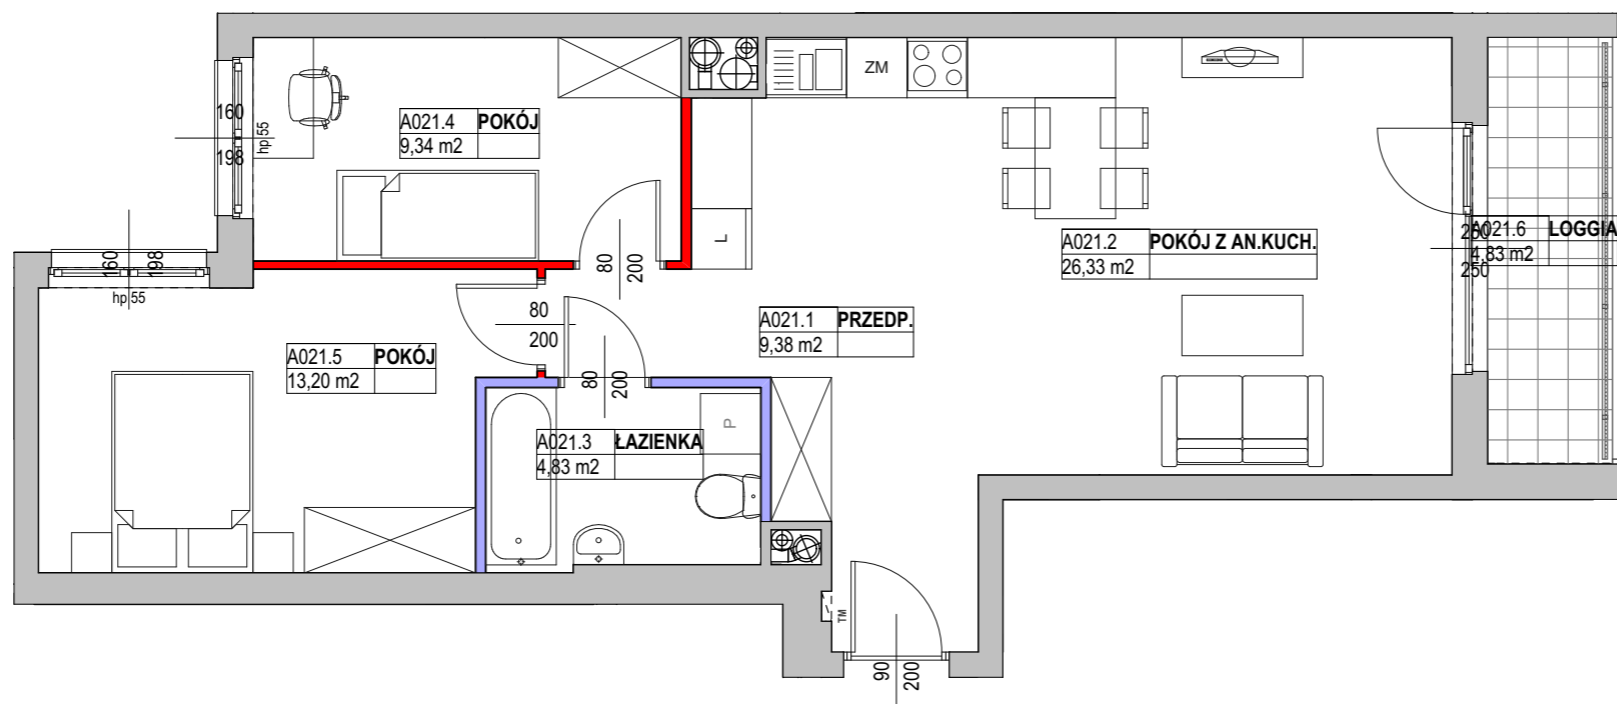 ZM
160
198
hp 55
A021.4 POKÓJ
9,34 m2
L
A021.2 POKÓJ Z AN.KUCH.
26,33 m2
250
250
A021.6 LOGGIA
4,83 m2
160
198
hp 55
80
200
80
200
80
200
A021.1 PRZEDP.
9,38 m2
A021.5 POKÓJ
13,20 m2
P
A021.3 ŁAZIENKA
4,83 m2
TM
90
200